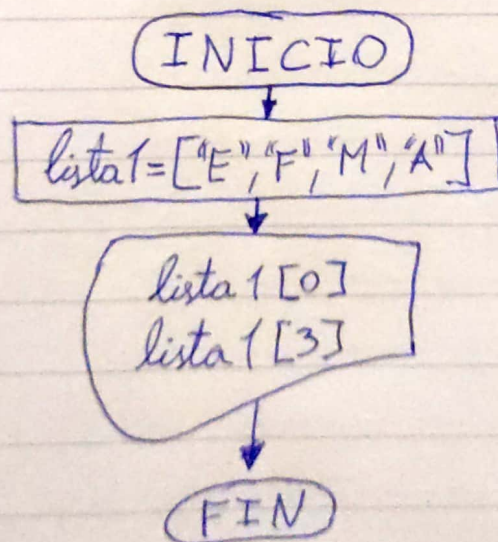 INICIO
lista1=["E","F","M","A"]
lista1[0]
lista1[3]
FIN